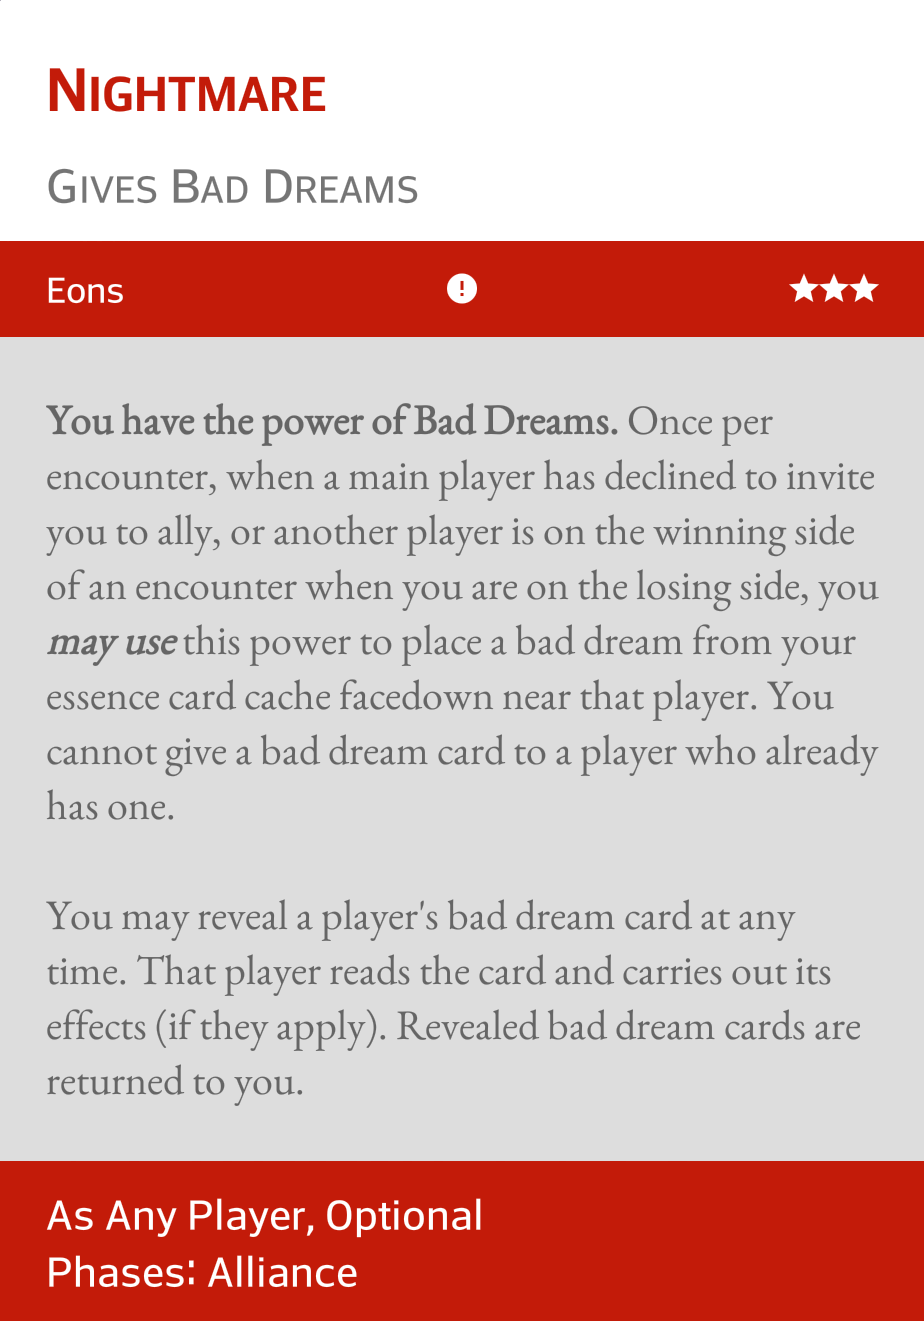 Nightmare
Gives Bad Dreams
Eons
You have the power of Bad Dreams. Once per
encounter, when a main player has declined to invite
you to ally, or another player is on the winning side
of an encounter when you are on the losing side, you
may use this power to place a bad dream from your
essence card cache facedown near that player. You
cannot give a bad dream card to a player who already
has one.
You may reveal a player's bad dream card at any
time. That player reads the card and carries out its
effects (if they apply). Revealed bad dream cards are
returned to you.
As Any Player, Optional
Phases: Alliance